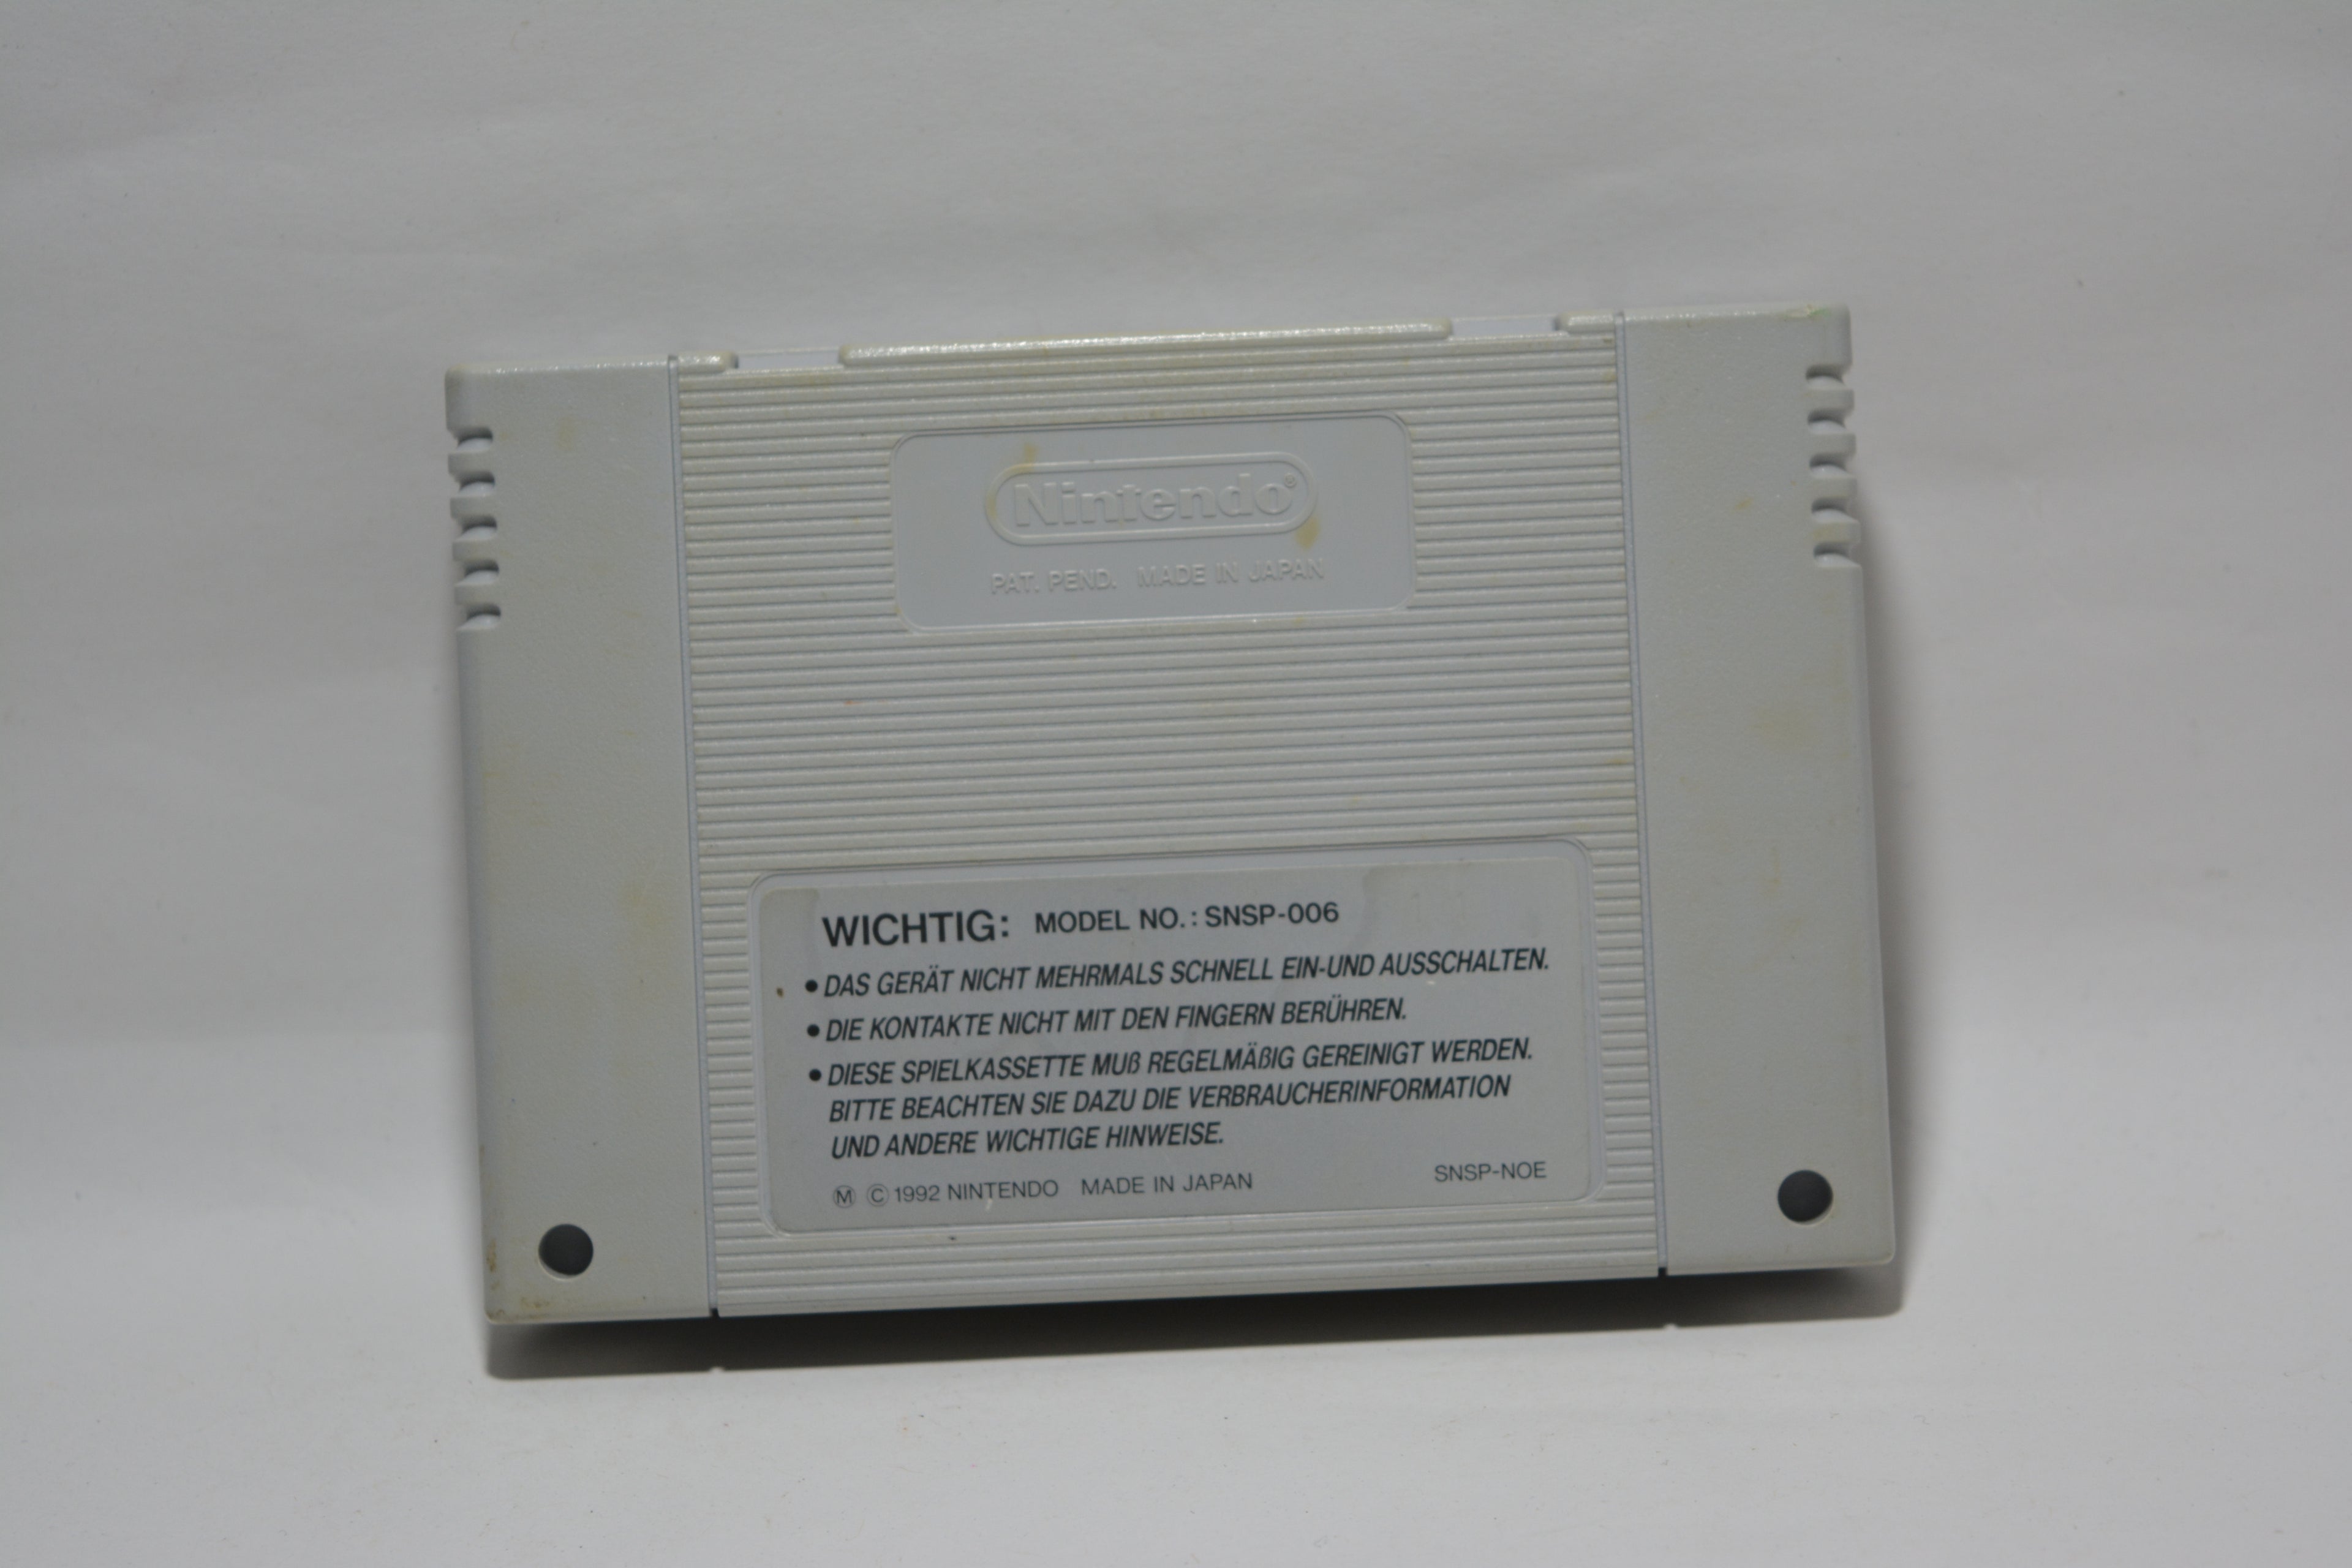 Nintendo®
PAT. PEND. MADE IN JAPAN
WICHTIG: MODEL NO.: SNSP-006
• DAS GERÄT NICHT MEHRMALS SCHNELL EIN-UND AUSSCHALTEN.
• DIE KONTAKTE NICHT MIT DEN FINGERN BERÜHREN.
• DIESE SPIELKASSETTE MUß REGELMÄßIG GEREINIGT WERDEN.
BITTE BEACHTEN SIE DAZU DIE VERBRAUCHERINFORMATION
UND ANDERE WICHTIGE HINWEISE.
Ⓜ © 1992 NINTENDO MADE IN JAPAN SNSP-NOE